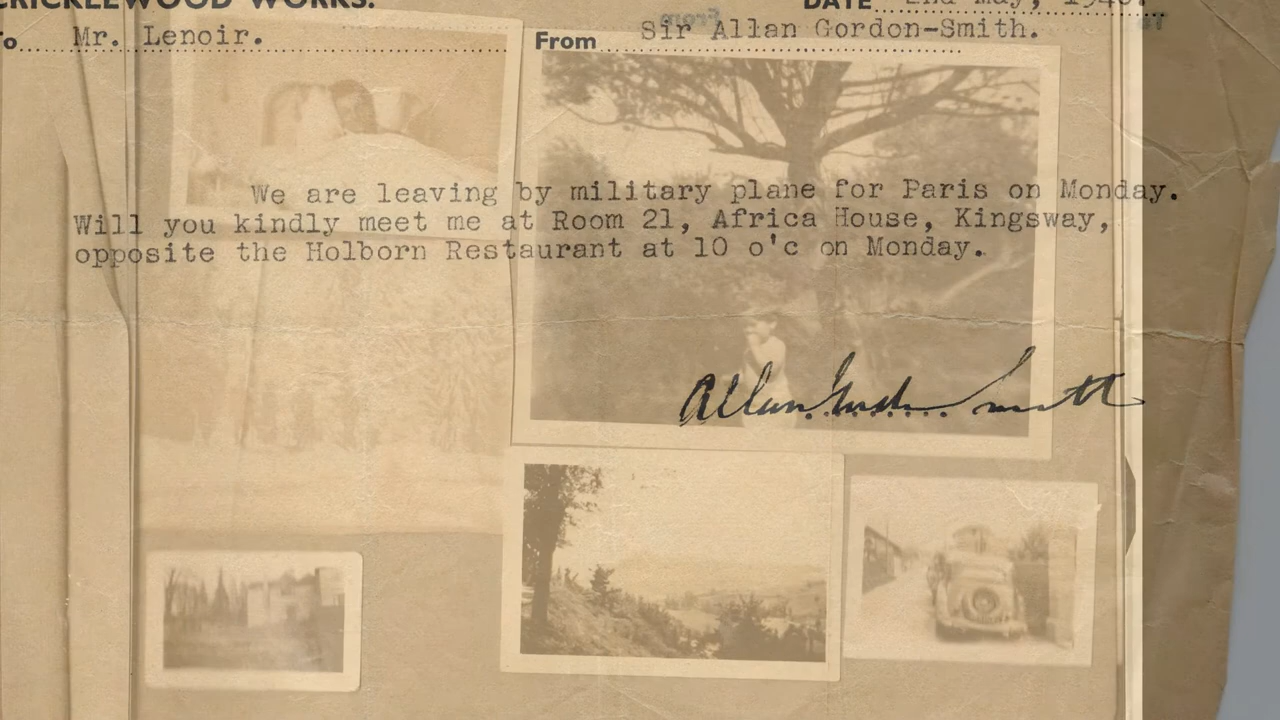 CRICKLEWOOD WORKS. DATE 2nd May,
To Mr. Lenoir. From Sir Allan Gordon-Smith.
We are leaving by military plane for Paris on Monday.
Will you kindly meet me at Room 21, Africa House, Kingsway,
opposite the Holborn Restaurant at 10 o'c on Monday.
Allan Gordon Smith